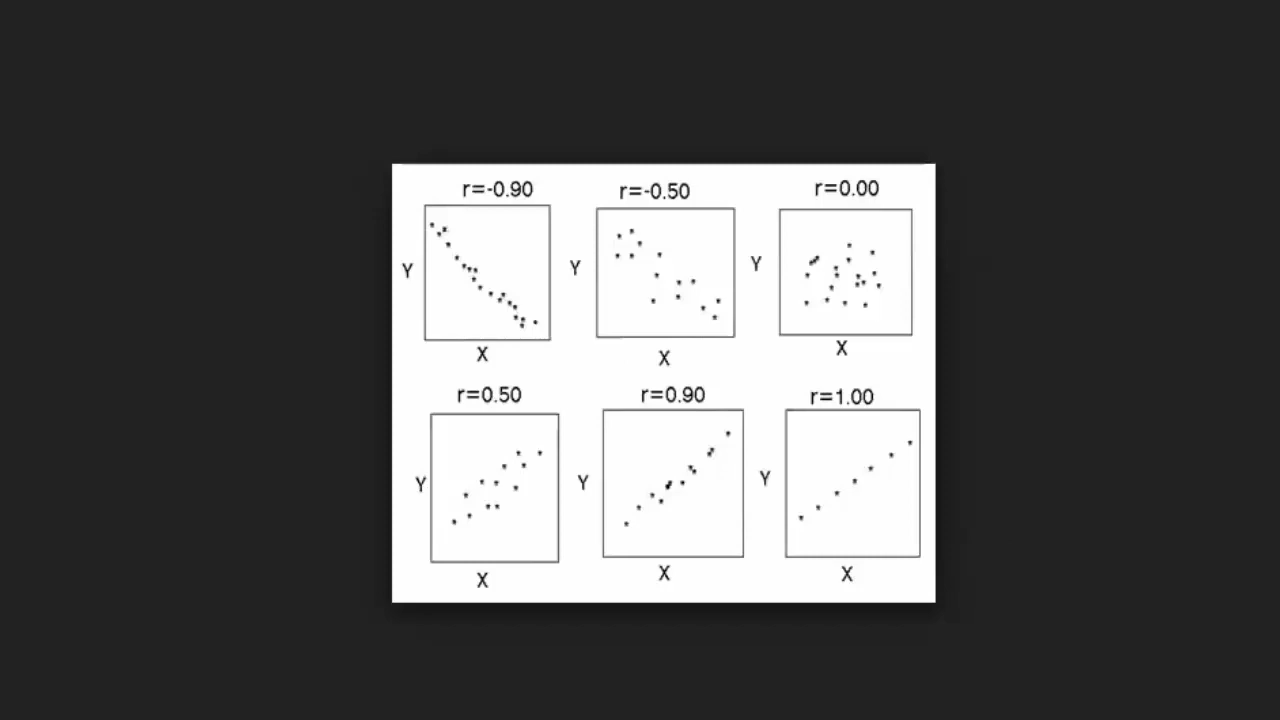 r=-0.90 r=-0.50 r=0.00
Y Y Y
X X X
r=0.50 r=0.90 r=1.00
Y Y Y
X X X